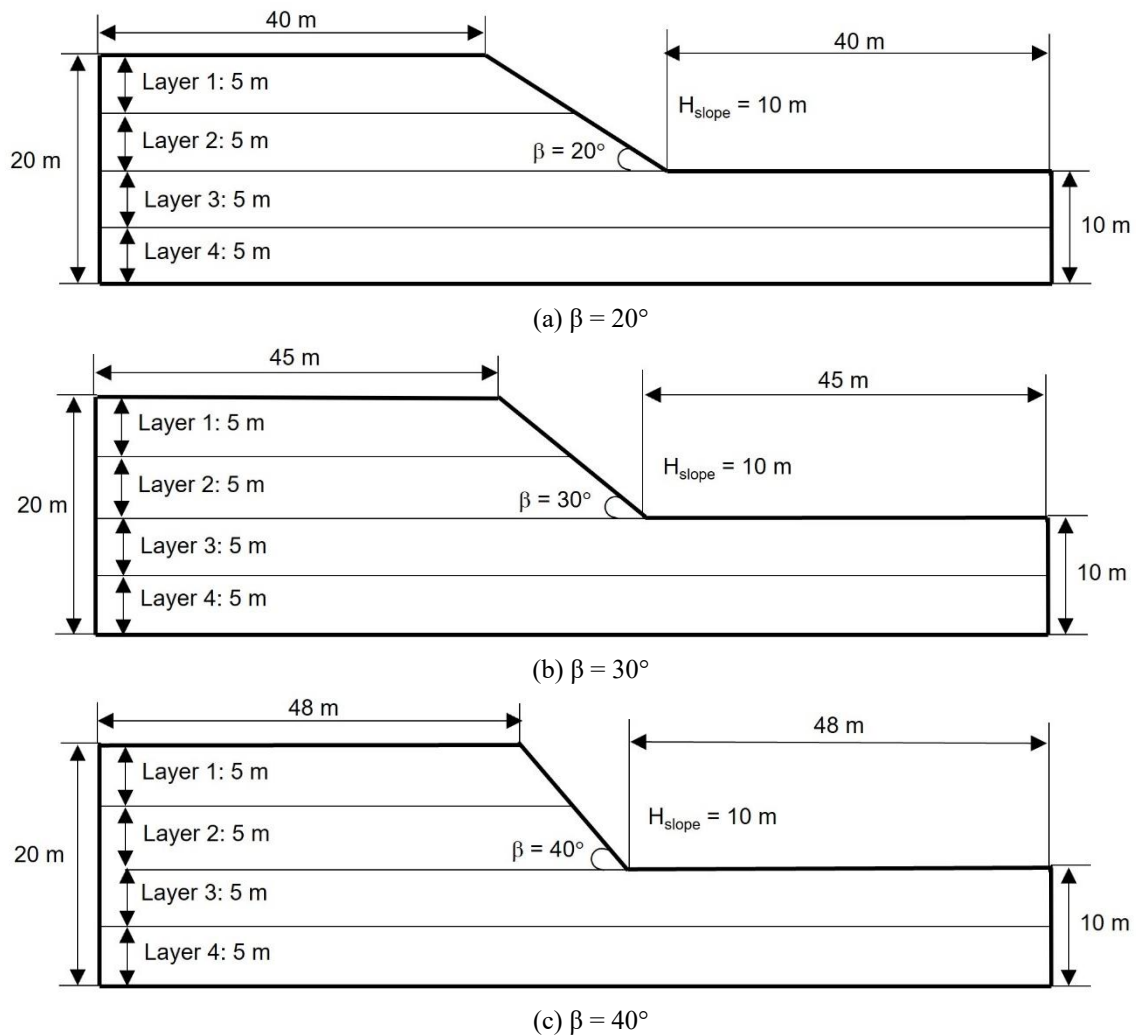 40 m
40 m
Layer 1: 5 m
H_slope = 10 m
Layer 2: 5 m
β = 20°
20 m
Layer 3: 5 m
10 m
Layer 4: 5 m
(a) β = 20°
45 m
45 m
Layer 1: 5 m
H_slope = 10 m
Layer 2: 5 m
β = 30°
20 m
Layer 3: 5 m
10 m
Layer 4: 5 m
(b) β = 30°
48 m
48 m
Layer 1: 5 m
H_slope = 10 m
Layer 2: 5 m
β = 40°
20 m
Layer 3: 5 m
10 m
Layer 4: 5 m
(c) β = 40°